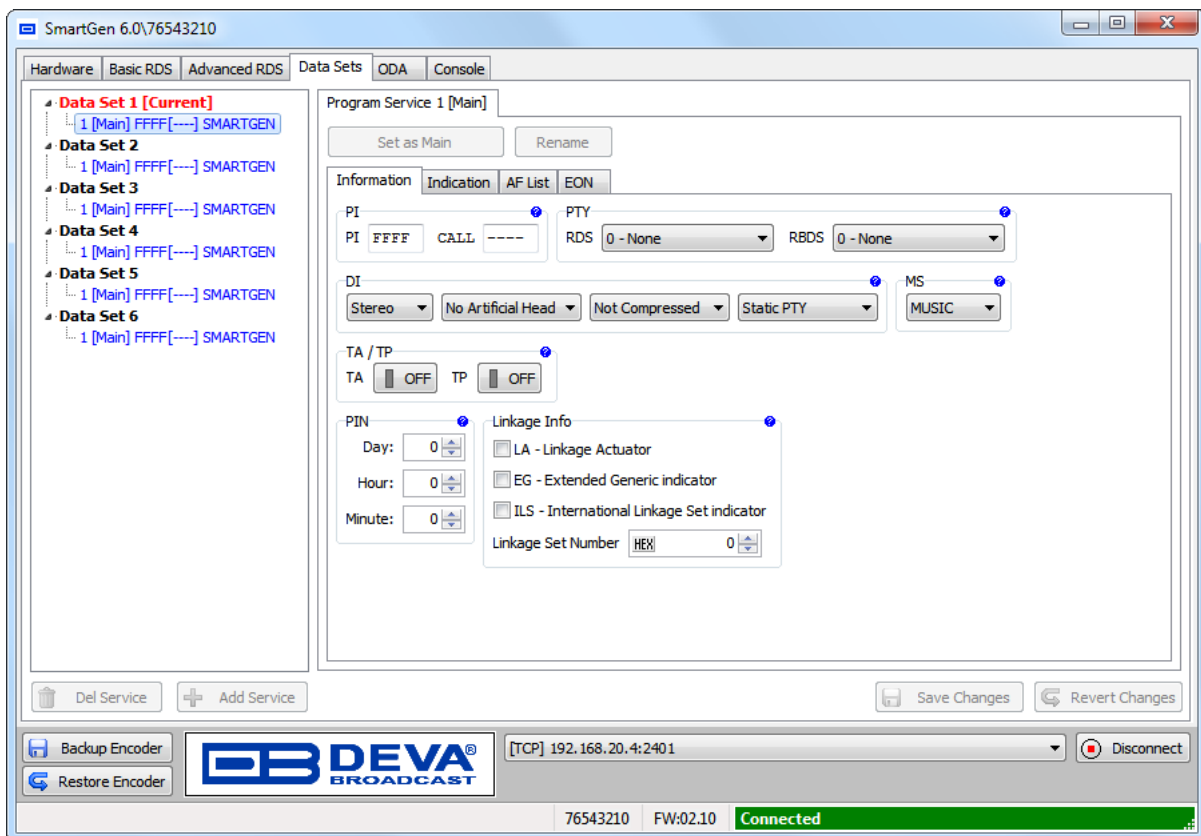 SmartGen 6.0\76543210
Hardware Basic RDS Advanced RDS Data Sets ODA Console
Data Set 1 [Current]
1 [Main] FFFF[----] SMARTGEN
Data Set 2
1 [Main] FFFF[----] SMARTGEN
Data Set 3
1 [Main] FFFF[----] SMARTGEN
Data Set 4
1 [Main] FFFF[----] SMARTGEN
Data Set 5
1 [Main] FFFF[----] SMARTGEN
Data Set 6
1 [Main] FFFF[----] SMARTGEN
Program Service 1 [Main]
Set as Main Rename
Information Indication AF List EON
PI ? PTY ?
PI FFFF CALL ---- RDS 0 - None RBDS 0 - None
DI ? MS ?
Stereo No Artificial Head Not Compressed Static PTY MUSIC
TA / TP ?
TA OFF TP OFF
PIN ? Linkage Info ?
Day: 0 LA - Linkage Actuator
Hour: 0 EG - Extended Generic indicator
Minute: 0 ILS - International Linkage Set indicator
Linkage Set Number HEX 0
Del Service Add Service Save Changes Revert Changes
Backup Encoder
Restore Encoder
DEVA®
BROADCAST
[TCP] 192.168.20.4:2401 Disconnect
76543210 FW:02.10 Connected